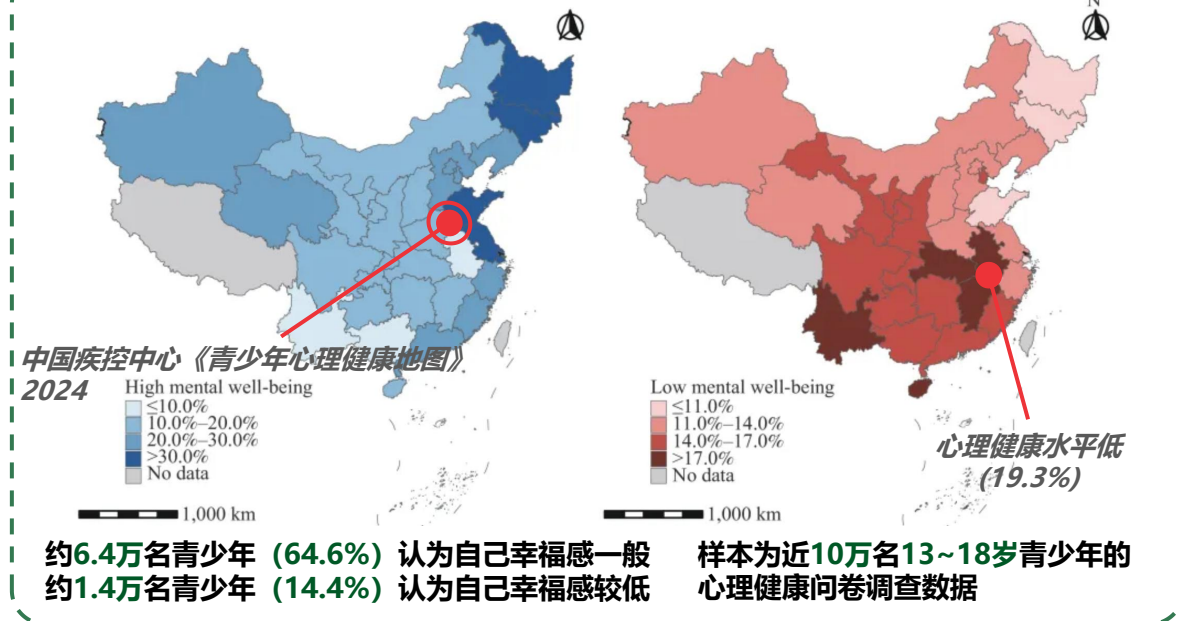 N
中国疾控中心《青少年心理健康地图》
2024
High mental well-being
≤10.0%
10.0%–20.0%
20.0%–30.0%
>30.0%
No data
1,000 km
Low mental well-being
≤11.0%
11.0%–14.0%
14.0%–17.0%
>17.0%
No data
1,000 km
心理健康水平低
(19.3%)
约6.4万名青少年（64.6%）认为自己幸福感一般
约1.4万名青少年（14.4%）认为自己幸福感较低
样本为近10万名13~18岁青少年的
心理健康问卷调查数据